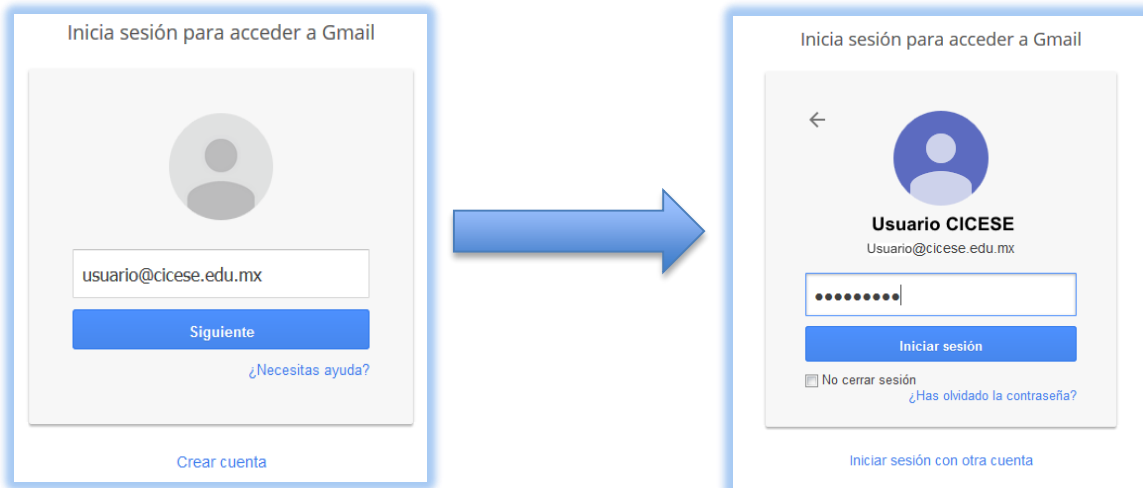 Inicia sesión para acceder a Gmail
usuario@cicese.edu.mx
Siguiente
¿Necesitas ayuda?
Crear cuenta
Inicia sesión para acceder a Gmail
Usuario CICESE
Usuario@cicese.edu.mx
•••••••••
Iniciar sesión
No cerrar sesión
¿Has olvidado la contraseña?
Iniciar sesión con otra cuenta